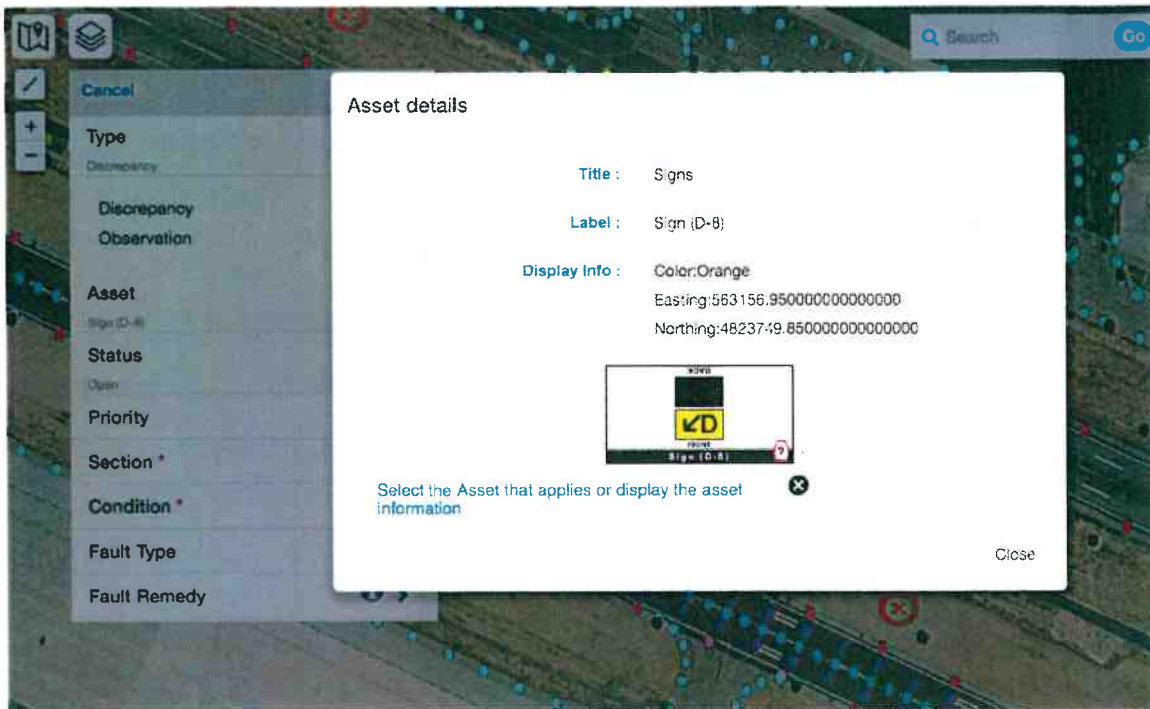 Search
Go
Cancel
Type
Discrepancy
Discrepancy
Observation
Asset
Sign (D-8)
Status
Open
Priority
Section *
Condition *
Fault Type
Fault Remedy
Asset details
Title :
Signs
Label :
Sign (D-8)
Display Info :
Color:Orange
Easting:563156.950000000000000
Northing:4823749.850000000000000
BACK
↙D
FRONT
Sign (D-8)
?
Select the Asset that applies or display the asset
information
Close